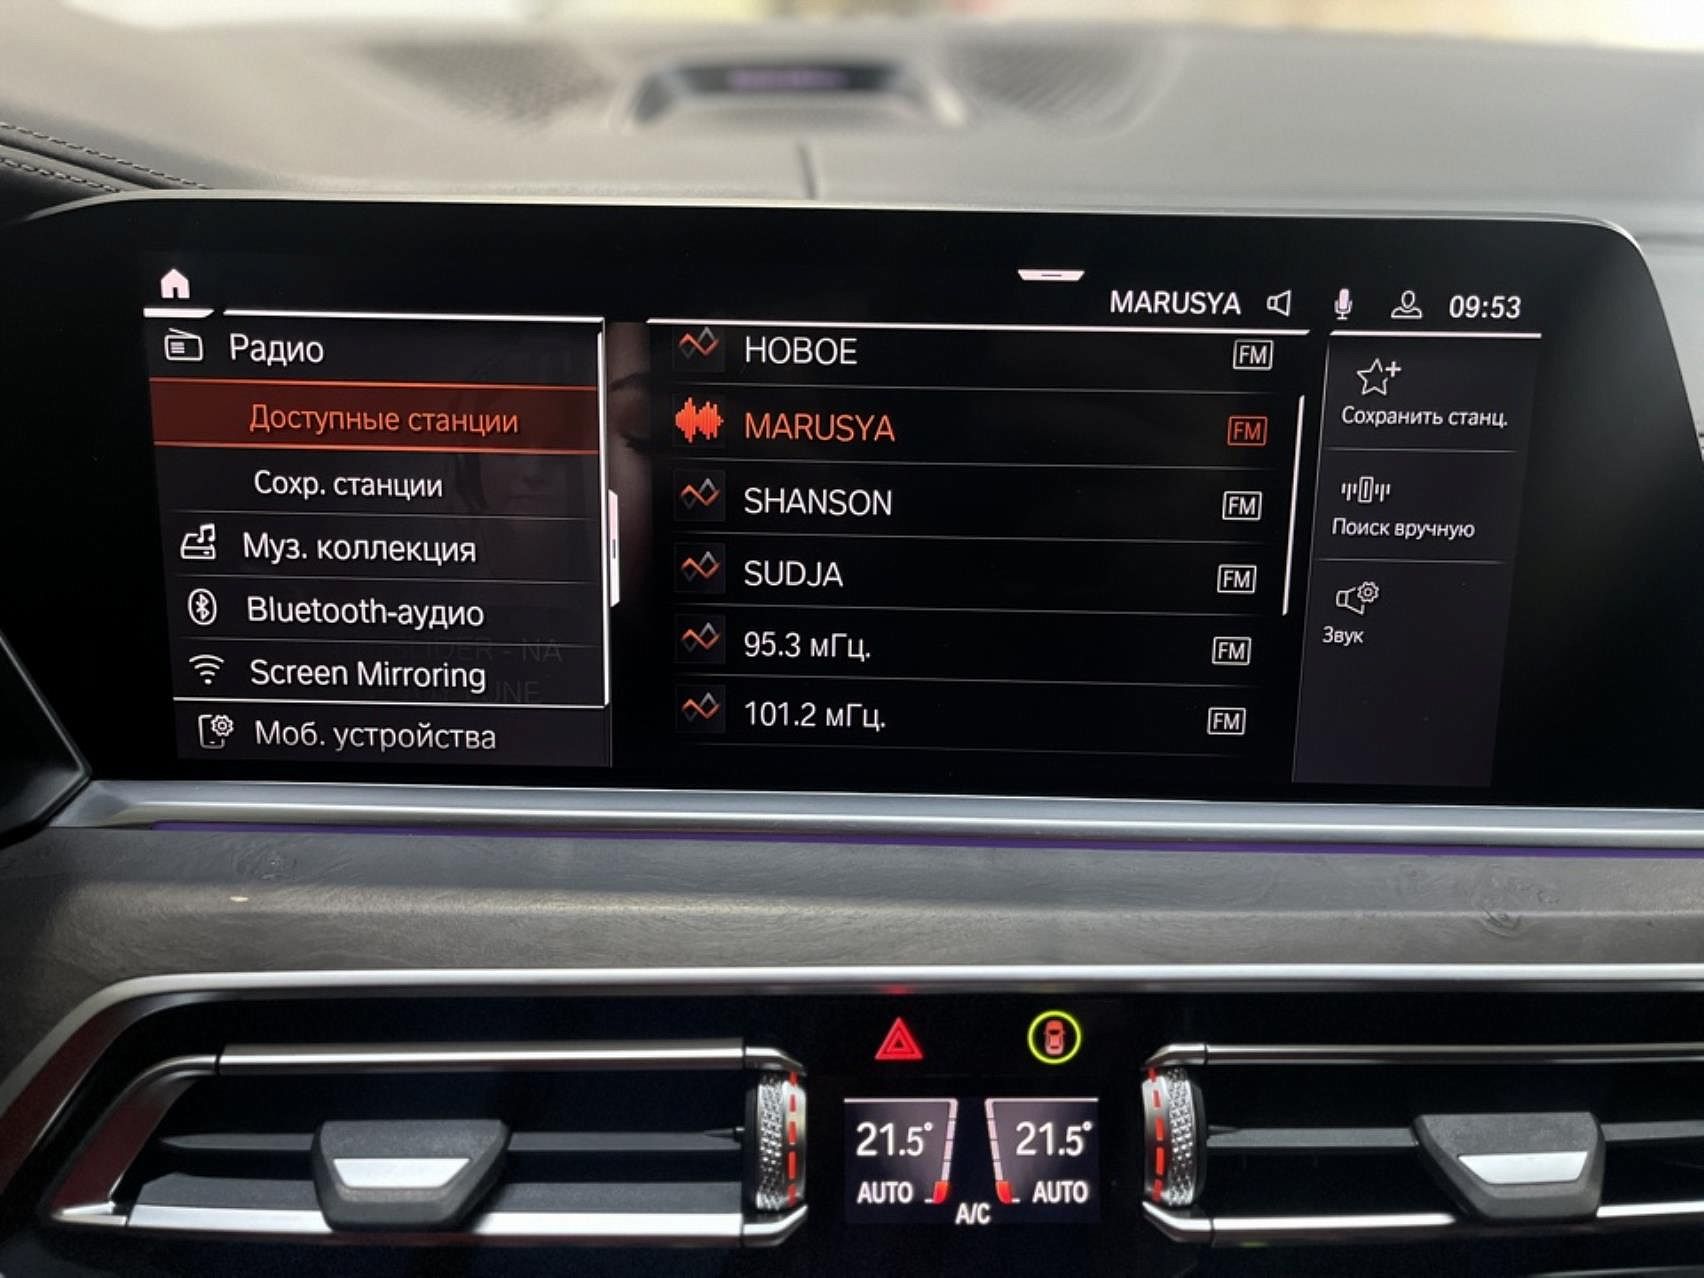 MARUSYA 09:53
Радио
Доступные станции
Сохр. станции
Муз. коллекция
Bluetooth-аудио
Screen Mirroring
Моб. устройства
НОВОЕ FM
MARUSYA FM
SHANSON FM
SUDJA FM
95.3 мГц. FM
101.2 мГц. FM
Сохранить станц.
Поиск вручную
Звук
21.5° 21.5°
AUTO AUTO
A/C